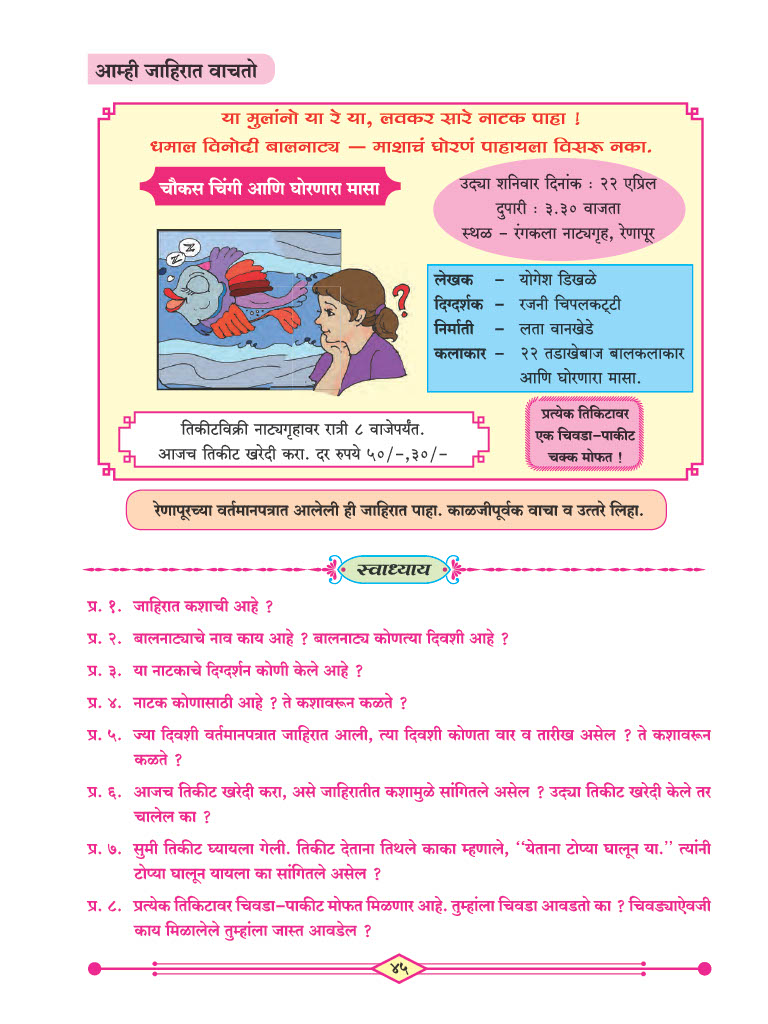 आम्ही जाहिरात वाचतो
या मुलांनो या रे या, लवकर सारे नाटक पाहा !
धमाल विनोदी बालनाट्य – माशाचं घोरणं पाहायला विसरू नका.
चौकस चिंगी आणि घोरणारा मासा
उद्या शनिवार दिनांक : २२ एप्रिल
दुपारी : ३.३० वाजता
स्थळ - रंगकला नाट्यगृह, रेणापूर
Z Z
?
लेखक – योगेश डिखळे
दिग्दर्शक – रजनी चिपलकट्टी
निर्माती – लता वानखेडे
कलाकार – २२ तडाखेबाज बालकलाकार
आणि घोरणारा मासा.
तिकीटविक्री नाट्यगृहावर रात्री ८ वाजेपर्यंत.
आजच तिकीट खरेदी करा. दर रुपये ५०/-,३०/-
प्रत्येक तिकिटावर
एक चिवडा-पाकीट
चक्क मोफत !
रेणापूरच्या वर्तमानपत्रात आलेली ही जाहिरात पाहा. काळजीपूर्वक वाचा व उत्तरे लिहा.
स्वाध्याय
प्र. १. जाहिरात कशाची आहे ?
प्र. २. बालनाट्याचे नाव काय आहे ? बालनाट्य कोणत्या दिवशी आहे ?
प्र. ३. या नाटकाचे दिग्दर्शन कोणी केले आहे ?
प्र. ४. नाटक कोणासाठी आहे ? ते कशावरून कळते ?
प्र. ५. ज्या दिवशी वर्तमानपत्रात जाहिरात आली, त्या दिवशी कोणता वार व तारीख असेल ? ते कशावरून
कळते ?
प्र. ६. आजच तिकीट खरेदी करा, असे जाहिरातीत कशामुळे सांगितले असेल ? उद्या तिकीट खरेदी केले तर
चालेल का ?
प्र. ७. सुमी तिकीट घ्यायला गेली. तिकीट देताना तिथले काका म्हणाले, ‘‘येताना टोप्या घालून या.’’ त्यांनी
टोप्या घालून यायला का सांगितले असेल ?
प्र. ८. प्रत्येक तिकिटावर चिवडा-पाकीट मोफत मिळणार आहे. तुम्हांला चिवडा आवडतो का ? चिवड्याऐवजी
काय मिळालेले तुम्हांला जास्त आवडेल ?
४५